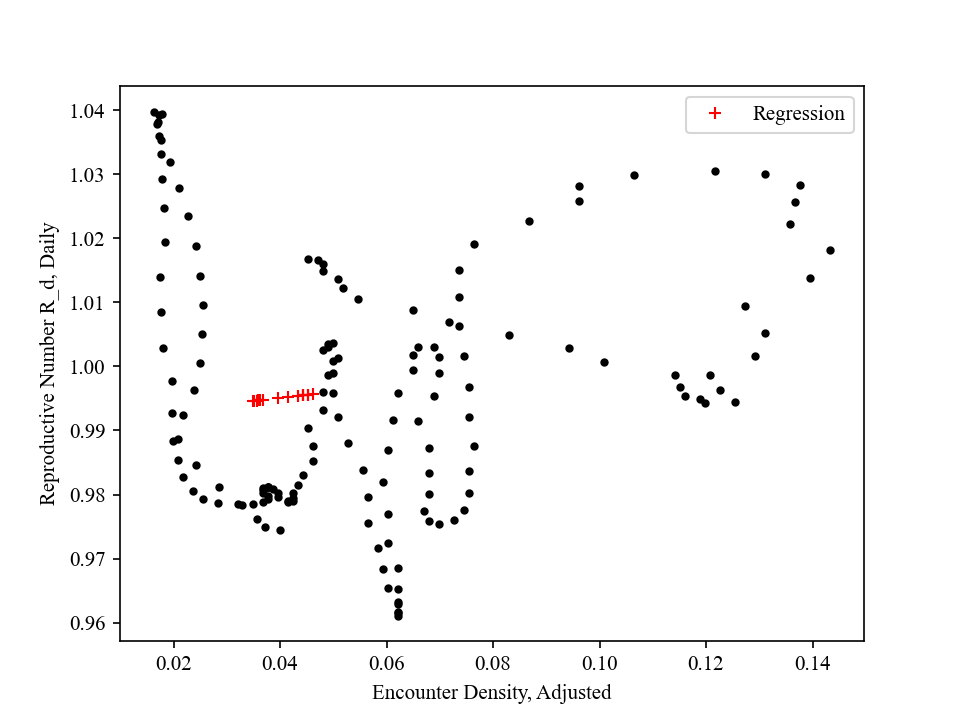 Regression
1.04
1.03
1.02
1.01
1.00
0.99
0.98
0.97
0.96
Reproductive Number R_d, Daily
0.02 0.04 0.06 0.08 0.10 0.12 0.14
Encounter Density, Adjusted